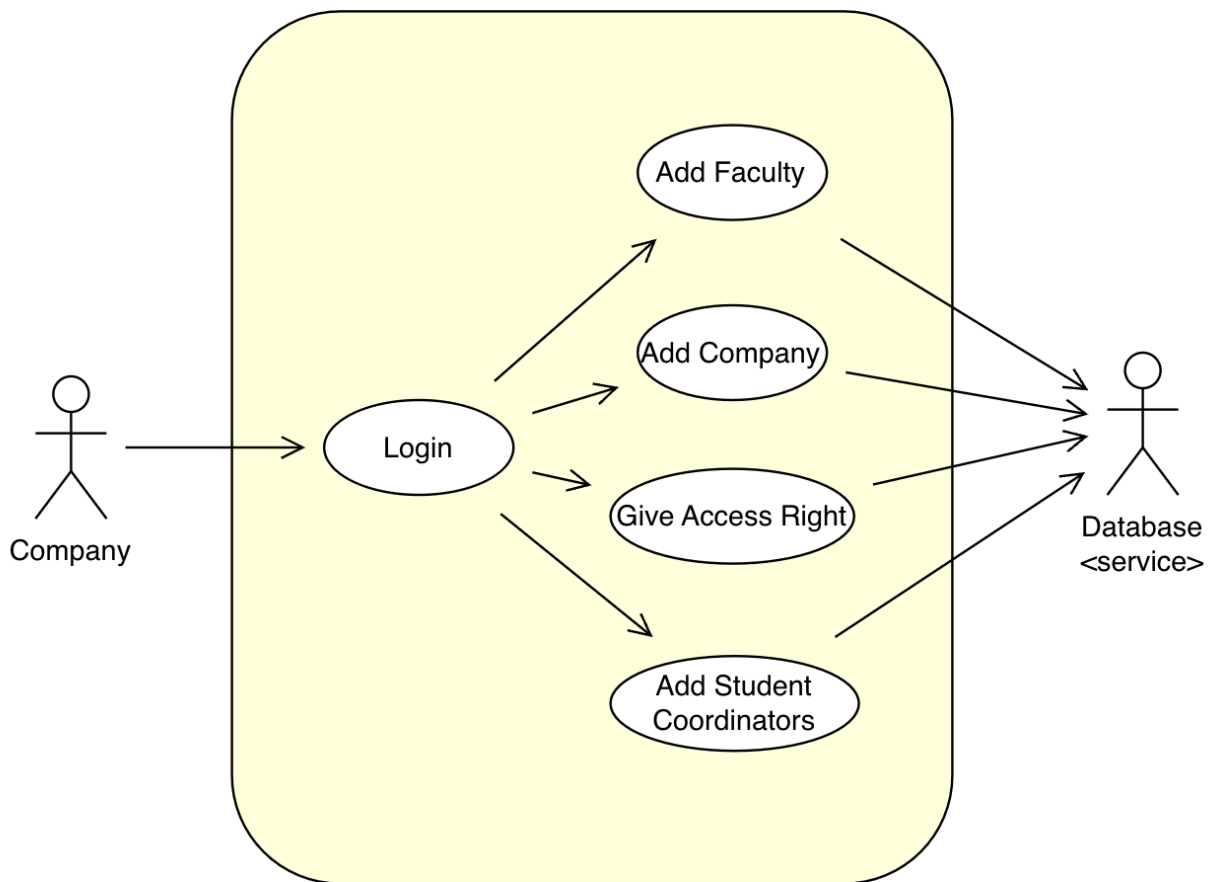 Add Faculty
Add Company
Login
Give Access Right
Company
Database
<service>
Add Student
Coordinators